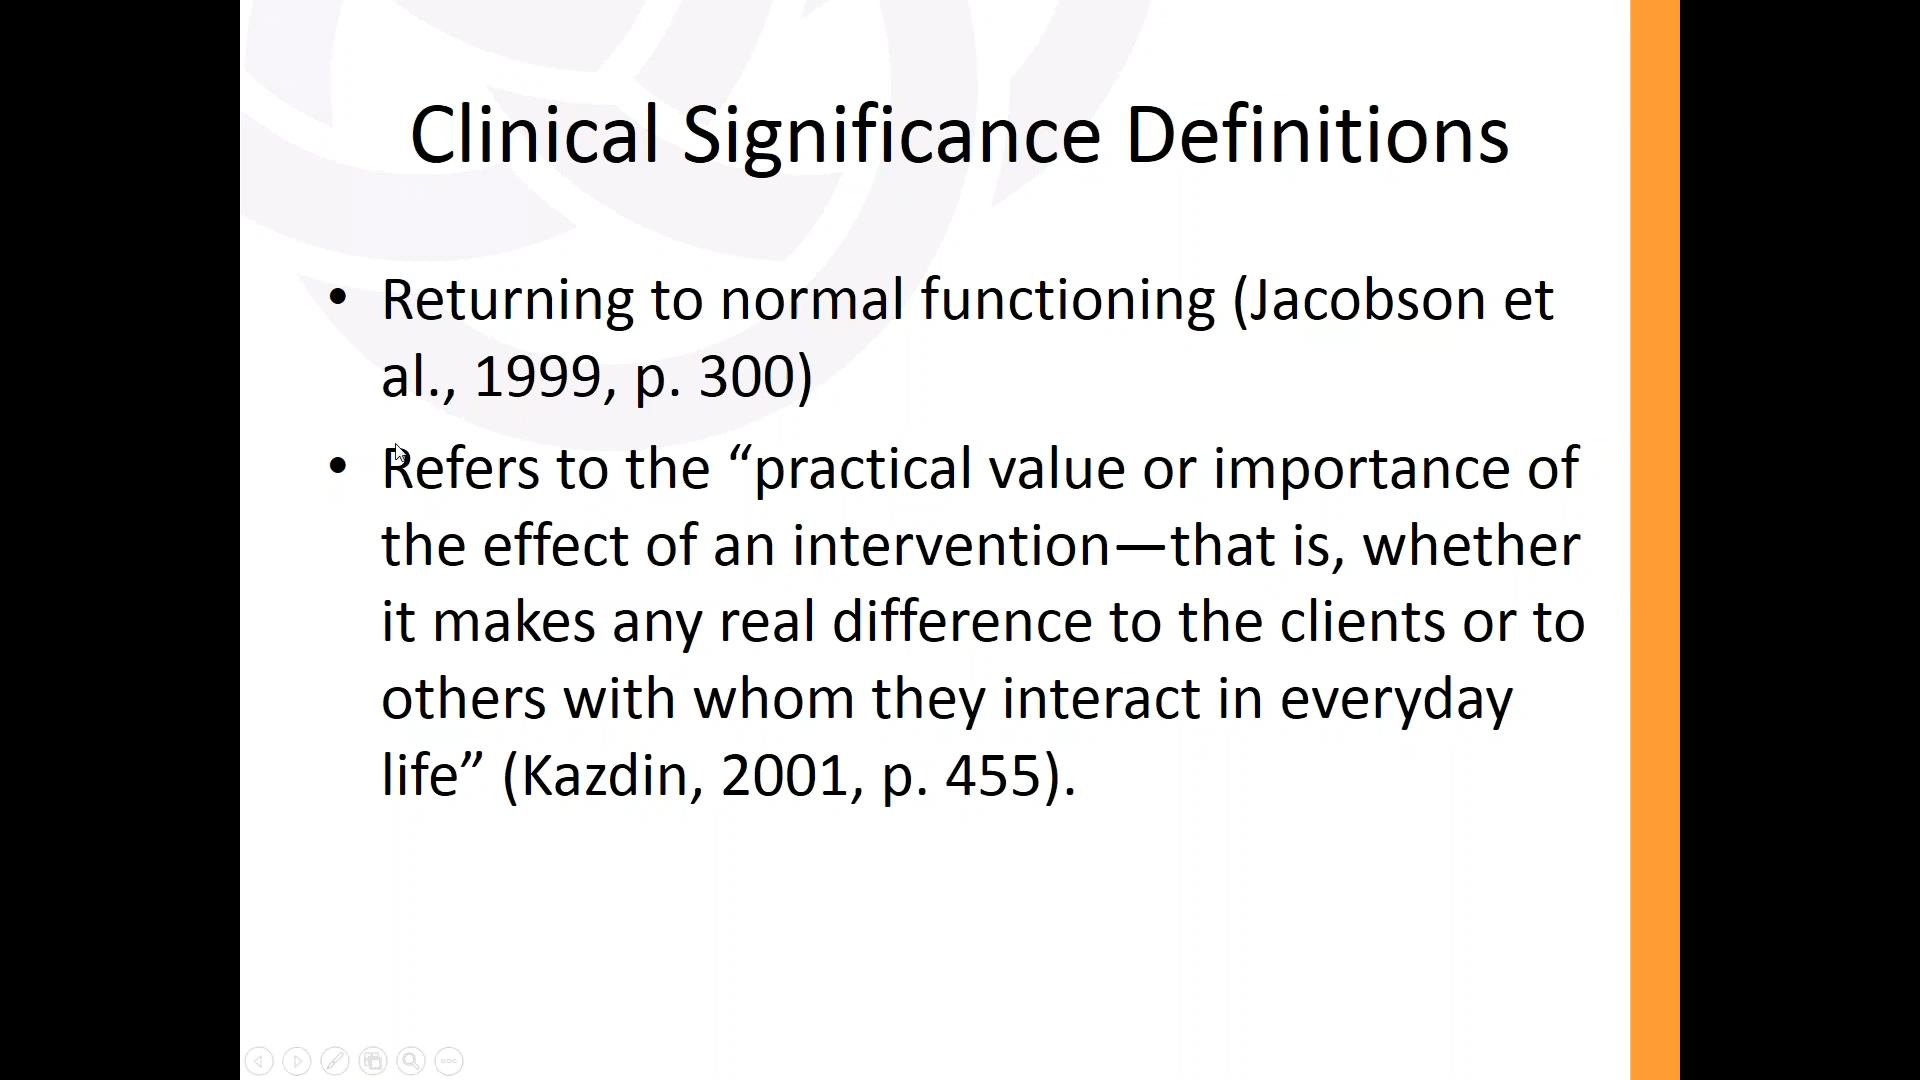 Clinical Significance Definitions
• Returning to normal functioning (Jacobson et
al., 1999, p. 300)
• Refers to the “practical value or importance of
the effect of an intervention—that is, whether
it makes any real difference to the clients or to
others with whom they interact in everyday
life” (Kazdin, 2001, p. 455).